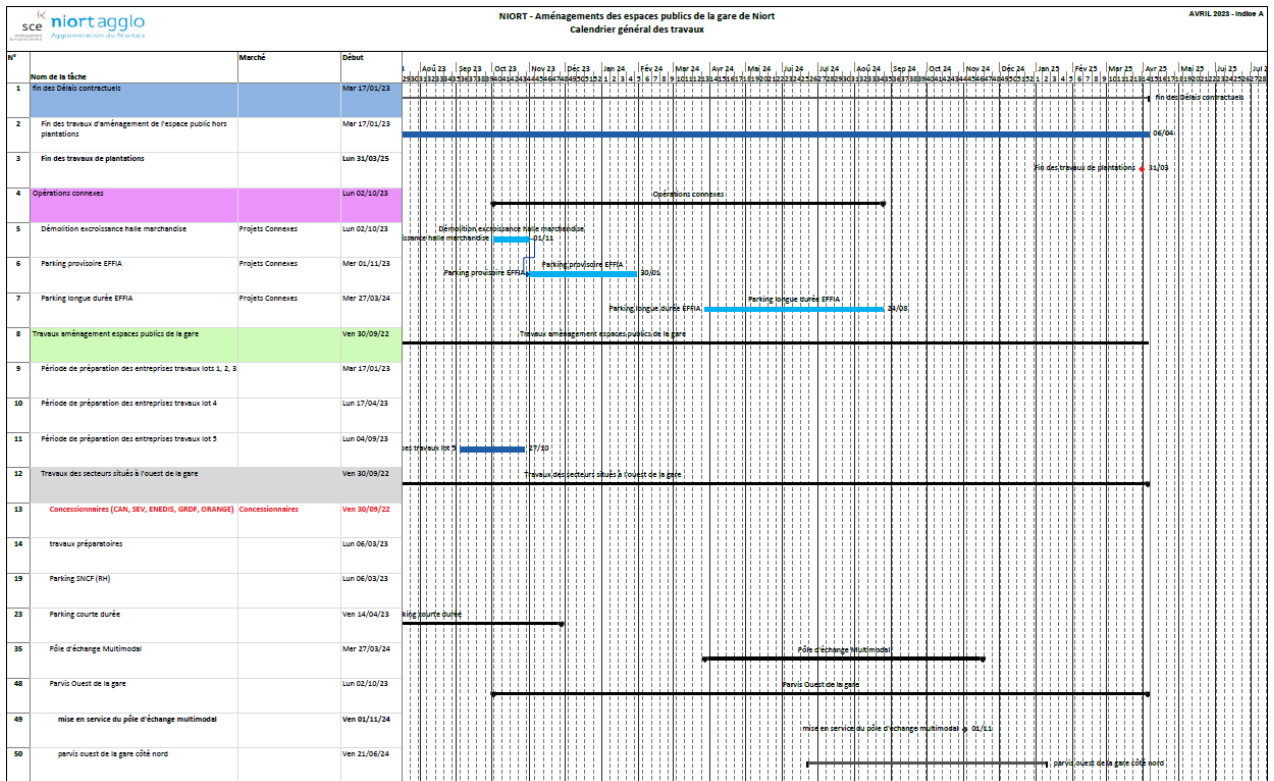 sce niortagglo
Agglomération du Niortais
NIORT - Aménagements des espaces publics de la gare de Niort
Calendrier général des travaux
AVRIL 2023 - Indice A
N° Nom de la tâche Marché Début
Aoû 23 Sep 23 Oct 23 Nov 23 Déc 23 Jan 24 Fév 24 Mar 24 Avr 24 Mai 24 Jui 24 Jul 24 Aoû 24 Sep 24 Oct 24 Nov 24 Déc 24 Jan 25 Fév 25 Mar 25 Avr 25 Mai 25 Jui 25 Jul 2
1 fin des Délais contractuels Mar 17/01/23
fin des Délais contractuels
2 Fin des travaux d'aménagement de l'espace public hors plantations Mar 17/01/23
06/04
3 Fin des travaux de plantations Lun 31/03/25
Fin des travaux de plantations 31/03
4 Opérations connexes Lun 02/10/23
Opérations connexes
5 Démolition excroissance halle marchandise Projets Connexes Lun 02/10/23
Démolition excroissance halle marchandise
issance halle marchandise 01/11
6 Parking provisoire EFFIA Projets Connexes Mer 01/11/23
Parking provisoire EFFIA
Parking provisoire EFFIA 30/01
7 Parking longue durée EFFIA Projets Connexes Mer 27/03/24
Parking longue durée EFFIA
Parking longue durée EFFIA 24/08
8 Travaux aménagement espaces publics de la gare Ven 30/09/22
Travaux aménagement espaces publics de la gare
9 Période de préparation des entreprises travaux lots 1, 2, 3 Mar 17/01/23
10 Période de préparation des entreprises travaux lot 4 Lun 17/04/23
11 Période de préparation des entreprises travaux lot 5 Lun 04/09/23
ses travaux lot 5 27/10
12 Travaux des secteurs situés à l'ouest de la gare Ven 30/09/22
Travaux des secteurs situés à l'ouest de la gare
13 Concessionnaires (CAN, SEV, ENEDIS, GRDF, ORANGE) Concessionnaires Ven 30/09/22
14 travaux préparatoires Lun 06/03/23
19 Parking SNCF (RH) Lun 06/03/23
23 Parking courte durée Ven 14/04/23
king courte durée
35 Pôle d'échange Multimodal Mer 27/03/24
Pôle d'échange Multimodal
48 Parvis Ouest de la gare Lun 02/10/23
Parvis Ouest de la gare
49 mise en service du pôle d'échange multimodal Ven 01/11/24
mise en service du pôle d'échange multimodal 01/11
50 parvis ouest de la gare côté nord Ven 21/06/24
parvis ouest de la gare côté nord